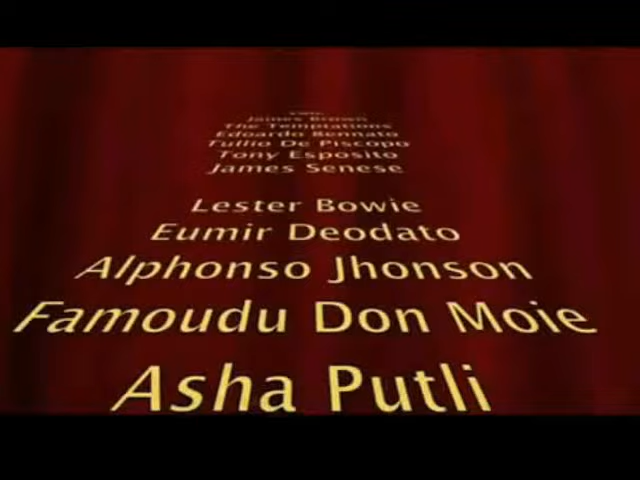 James Brown
The Temptations
Edoardo Bennato
Tullio De Piscopo
Tony Esposito
James Senese
Lester Bowie
Eumir Deodato
Alphonso Jhonson
Famoudu Don Moie
Asha Putli